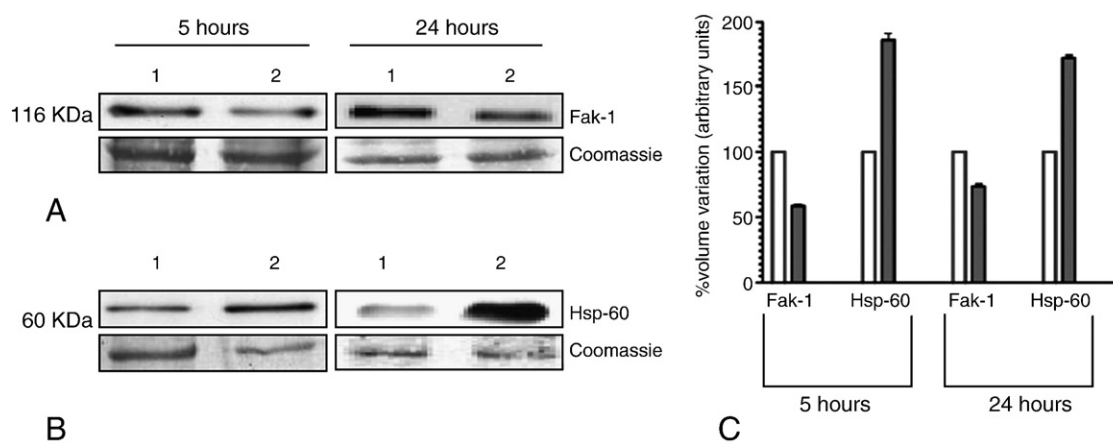 5 hours 24 hours
1 2 1 2
116 KDa Fak-1
Coomassie
A
1 2 1 2
60 KDa Hsp-60
Coomassie
B
%volume variation (arbitrary units)
200
150
100
50
0
Fak-1 Hsp-60 Fak-1 Hsp-60
5 hours 24 hours
C